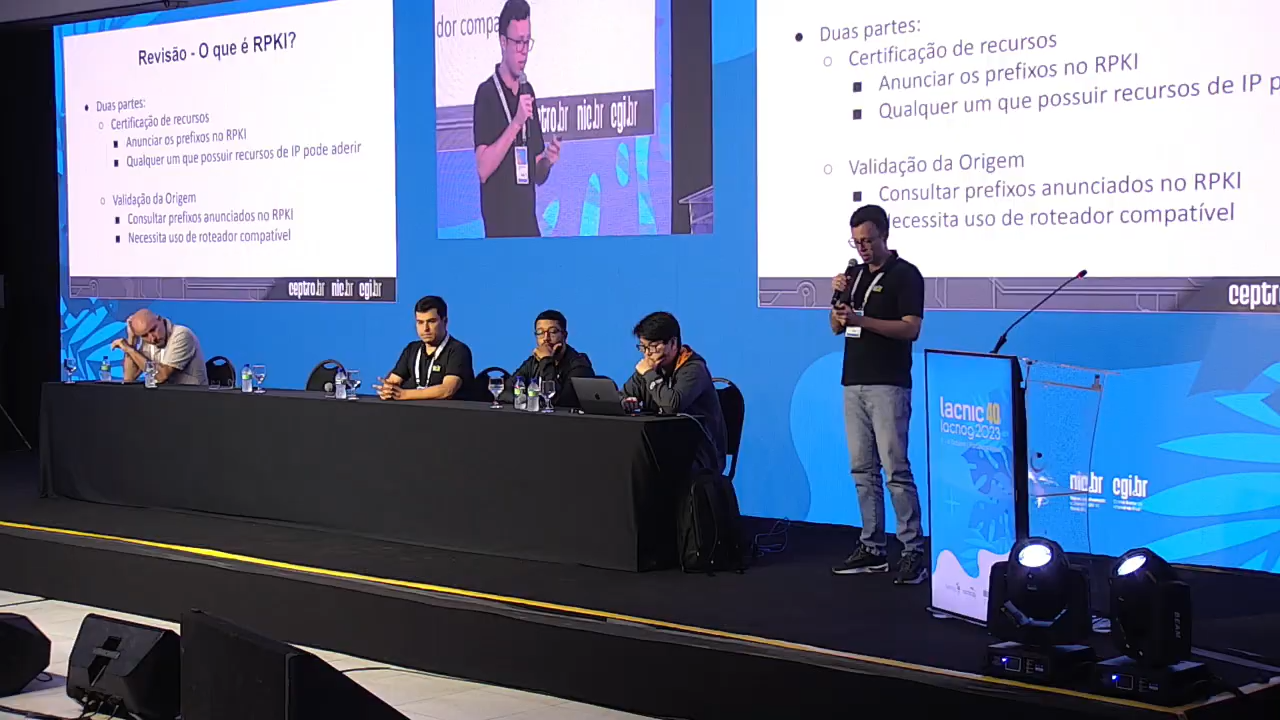 Revisão - O que é RPKI?
Duas partes:
Certificação de recursos
Anunciar os prefixos no RPKI
Qualquer um que possuir recursos de IP pode aderir
Validação da Origem
Consultar prefixos anunciados no RPKI
Necessita uso de roteador compatível
ceptro.br nic.br cgi.br
dor compa
ptro.br nic.br cgi.br
Duas partes:
Certificação de recursos
Anunciar os prefixos no RPKI
Qualquer um que possuir recursos de IP p
Validação da Origem
Consultar prefixos anunciados no RPKI
ecessita uso de roteador compatível
ceptr
lacnic 40
lacnog2023
nic.br cgi.br
BEAM